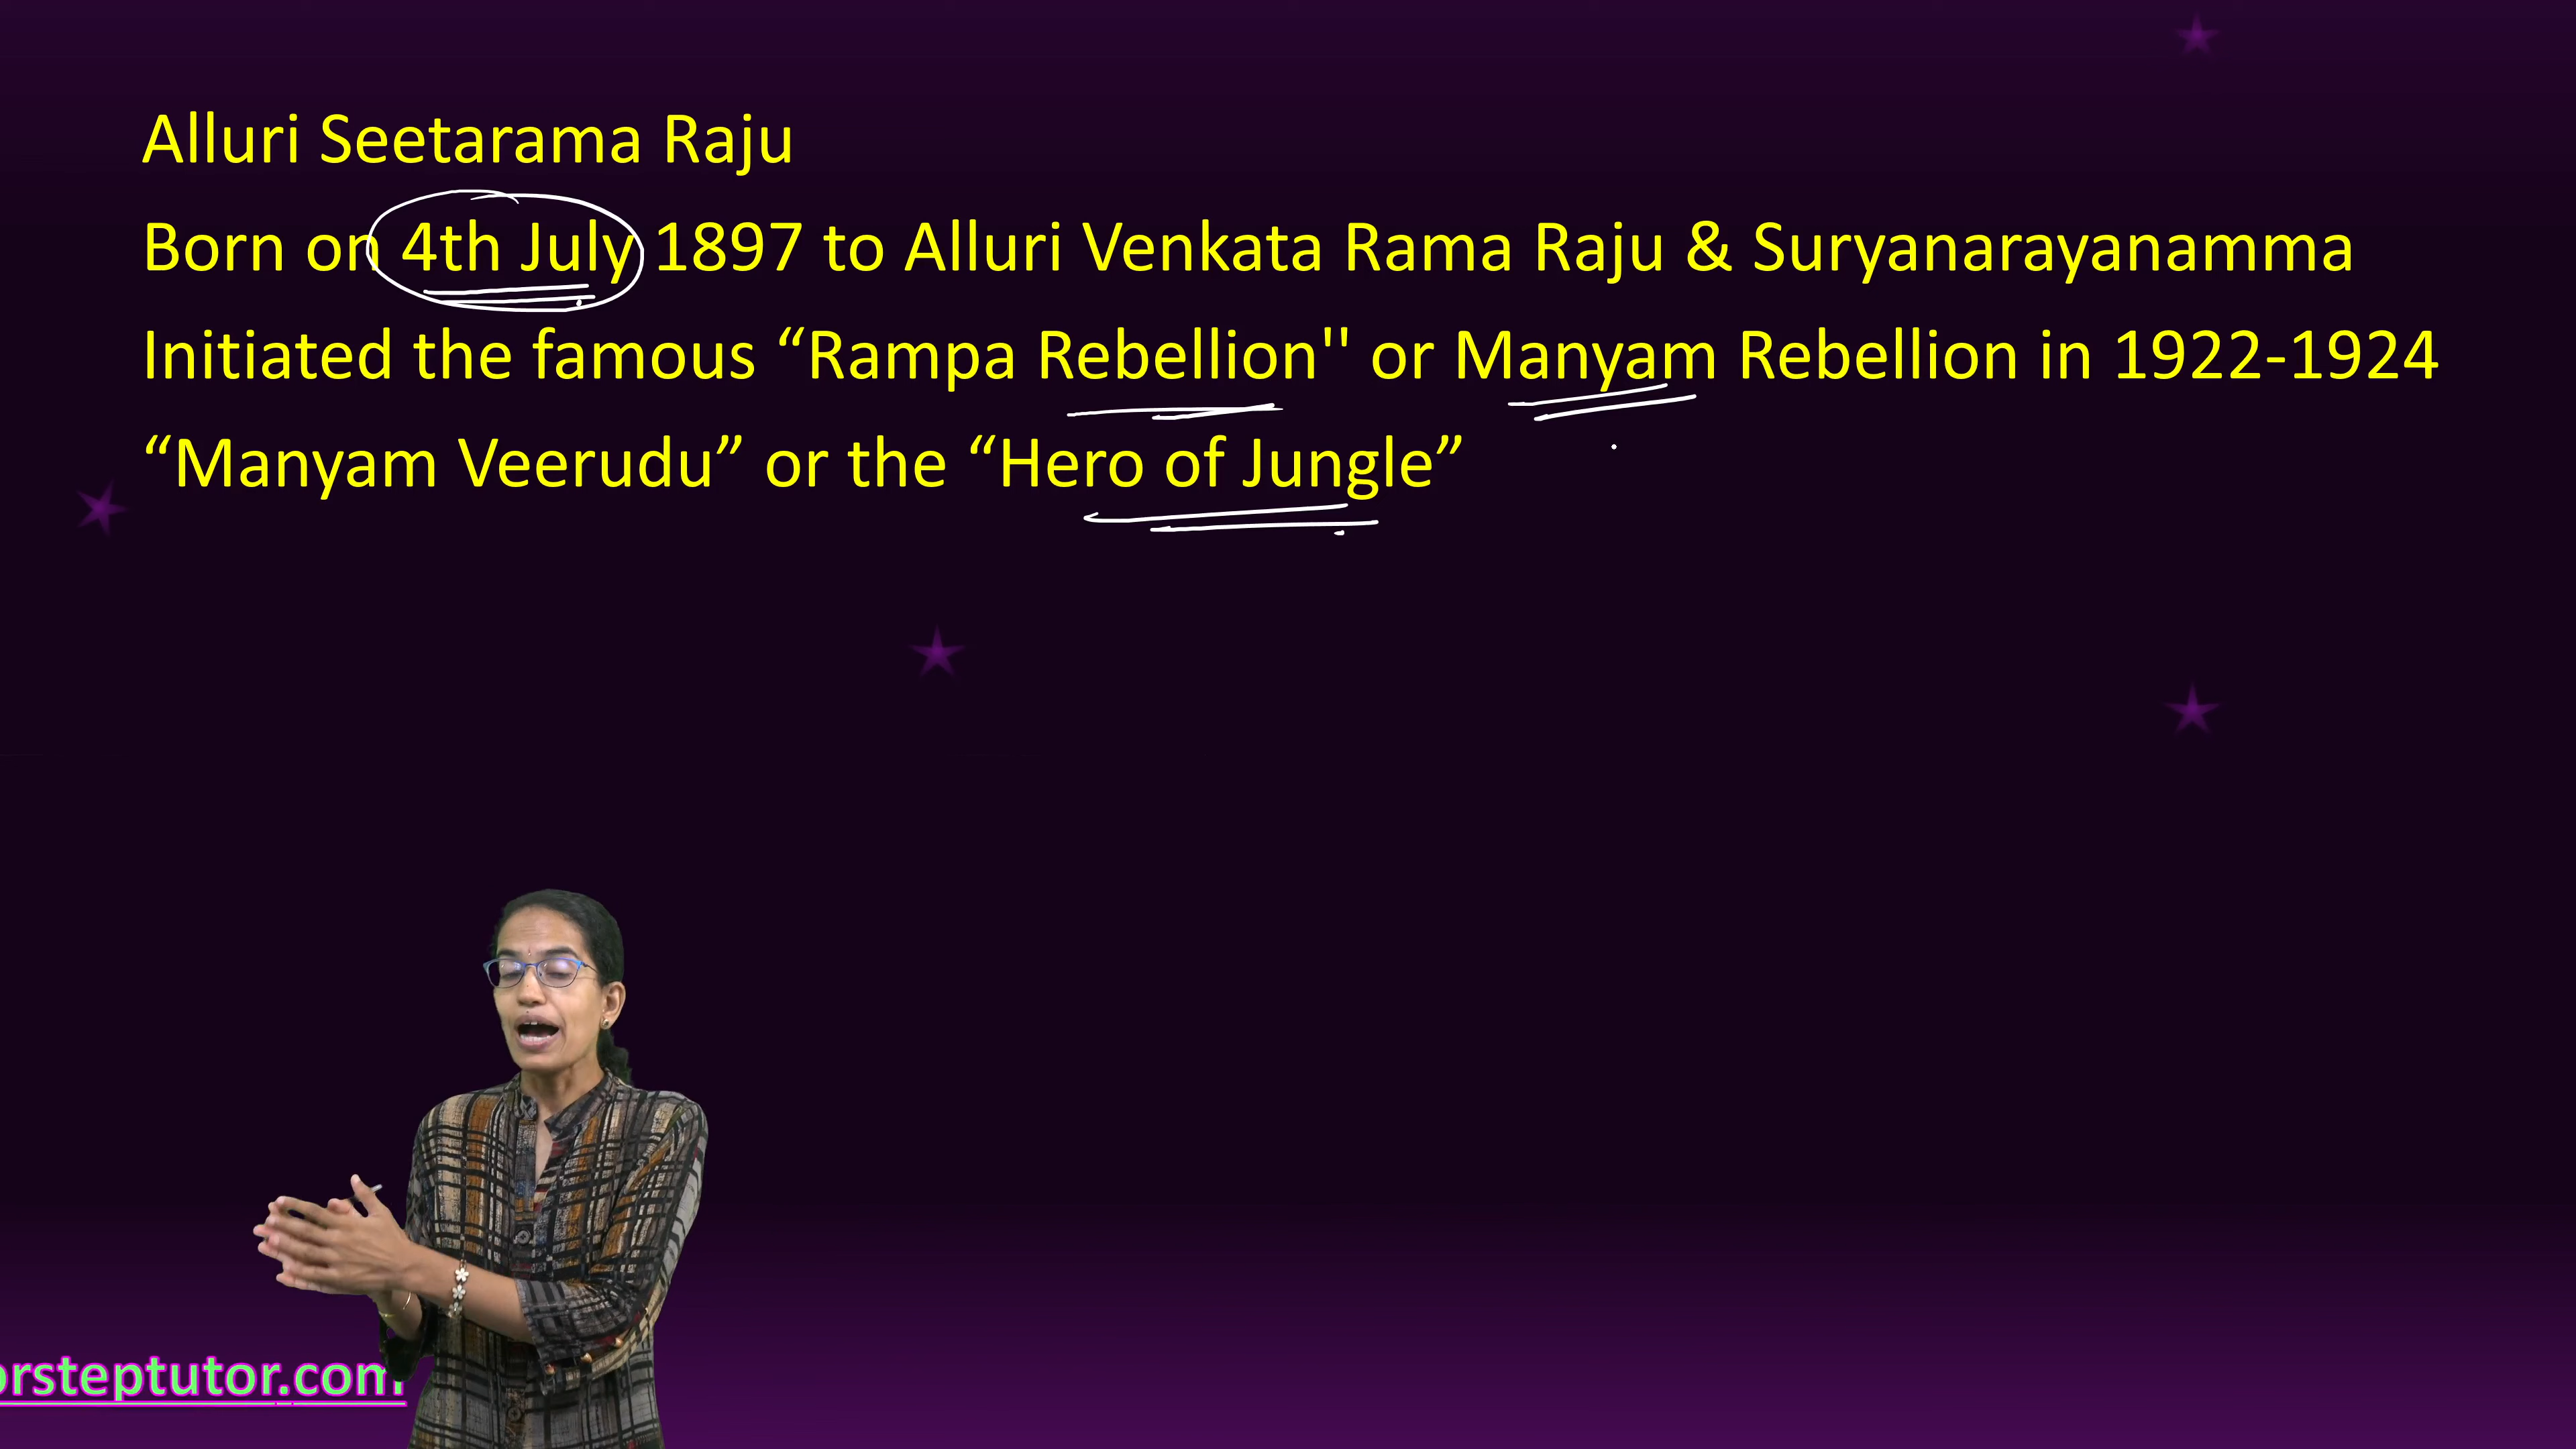 Alluri Seetarama Raju
Born on 4th July 1897 to Alluri Venkata Rama Raju & Suryanarayanamma
Initiated the famous “Rampa Rebellion" or Manyam Rebellion in 1922-1924
“Manyam Veerudu” or the “Hero of Jungle”
orsteptutor.com